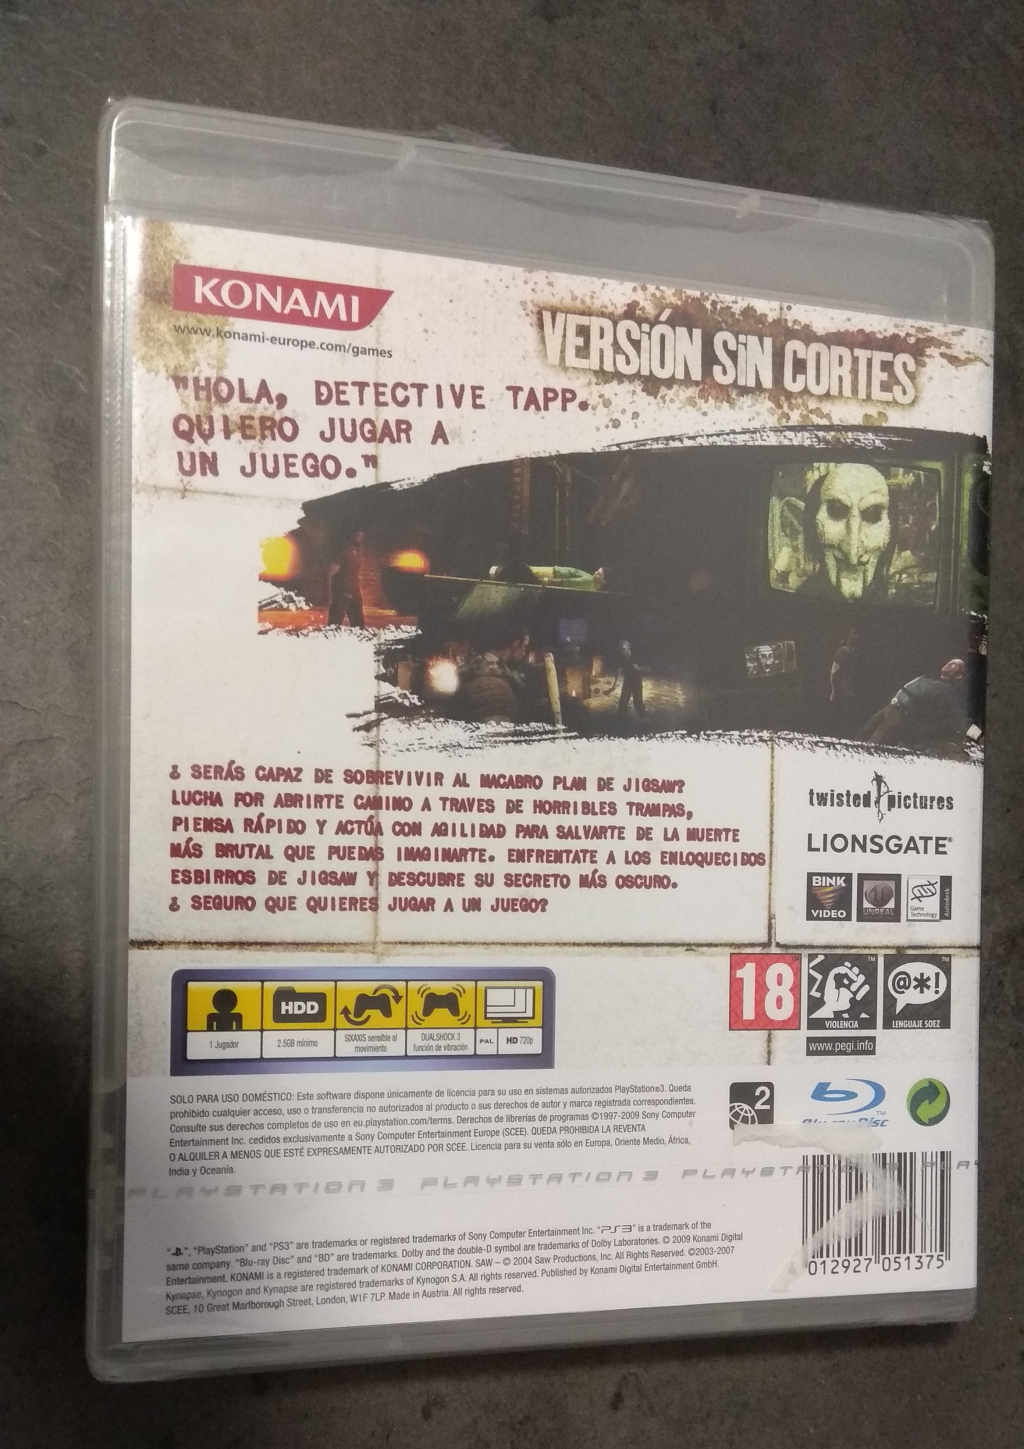 KONAMI
www.konami-europe.com/games
VERSiÓN SiN CORTES
"HOLA, DETECTIVE TAPP.
QUIERO JUGAR A
UN JUEGO."
¿ SERÁS CAPAZ DE SOBREVIVIR AL MACABRO PLAN DE JIGSAW?
LUCHA POR ABRIRTE CAMINO A TRAVES DE HORRIBLES TRAMPAS,
PIENSA RÁPIDO Y ACTÚA CON AGILIDAD PARA SALVARTE DE LA MUERTE
MÁS BRUTAL QUE PUEDAS IMAGINARTE. ENFRENTATE A LOS ENLOQUECIDOS
ESBIRROS DE JIGSAW Y DESCUBRE SU SECRETO MÁS OSCURO.
¿ SEGURO QUE QUIERES JUGAR A UN JUEGO?
twisted pictures
LIONSGATE®
BINK VIDEO
UNREAL
Game Technology
Autodesk
HDD
1 Jugador
2.5GB mínimo
SIXAXIS sensible al movimiento
DUALSHOCK 3 función de vibración
PAL HD 720p
18
VIOLENCIA
@*!
LENGUAJE SOEZ
www.pegi.info
2
Blu-ray Disc
SOLO PARA USO DOMÉSTICO: Este software dispone únicamente de licencia para su uso en sistemas autorizados PlayStation®3. Queda
prohibido cualquier acceso, uso o transferencia no autorizados al producto o sus derechos de autor y marca registrada correspondientes.
Consulte sus derechos completos de uso en eu.playstation.com/terms. Derechos de librerías de programas ©1997-2009 Sony Computer
Entertainment Inc. cedidos exclusivamente a Sony Computer Entertainment Europe (SCEE). QUEDA PROHIBIDA LA REVENTA
O ALQUILER A MENOS QUE ESTÉ EXPRESAMENTE AUTORIZADO POR SCEE. Licencia para su venta sólo en Europa, Oriente Medio, África,
India y Oceanía.
PLAYSTATION 3 PLAYSTATION 3 PLAYSTATION 3 PLAY
"", "PlayStation" and "PS3" are trademarks or registered trademarks of Sony Computer Entertainment Inc. "PS3" is a trademark of the
same company. "Blu-ray Disc" and "BD" are trademarks. Dolby and the double-D symbol are trademarks of Dolby Laboratories. © 2009 Konami Digital
Entertainment. KONAMI is a registered trademark of KONAMI CORPORATION. SAW – © 2004 Saw Productions, Inc. All Rights Reserved. ©2003-2007
Kynapse, Kynogon and Kynapse are registered trademarks of Kynogon S.A. All rights reserved. Published by Konami Digital Entertainment GmbH.
SCEE, 10 Great Marlborough Street, London, W1F 7LP. Made in Austria. All rights reserved.
012927 051375